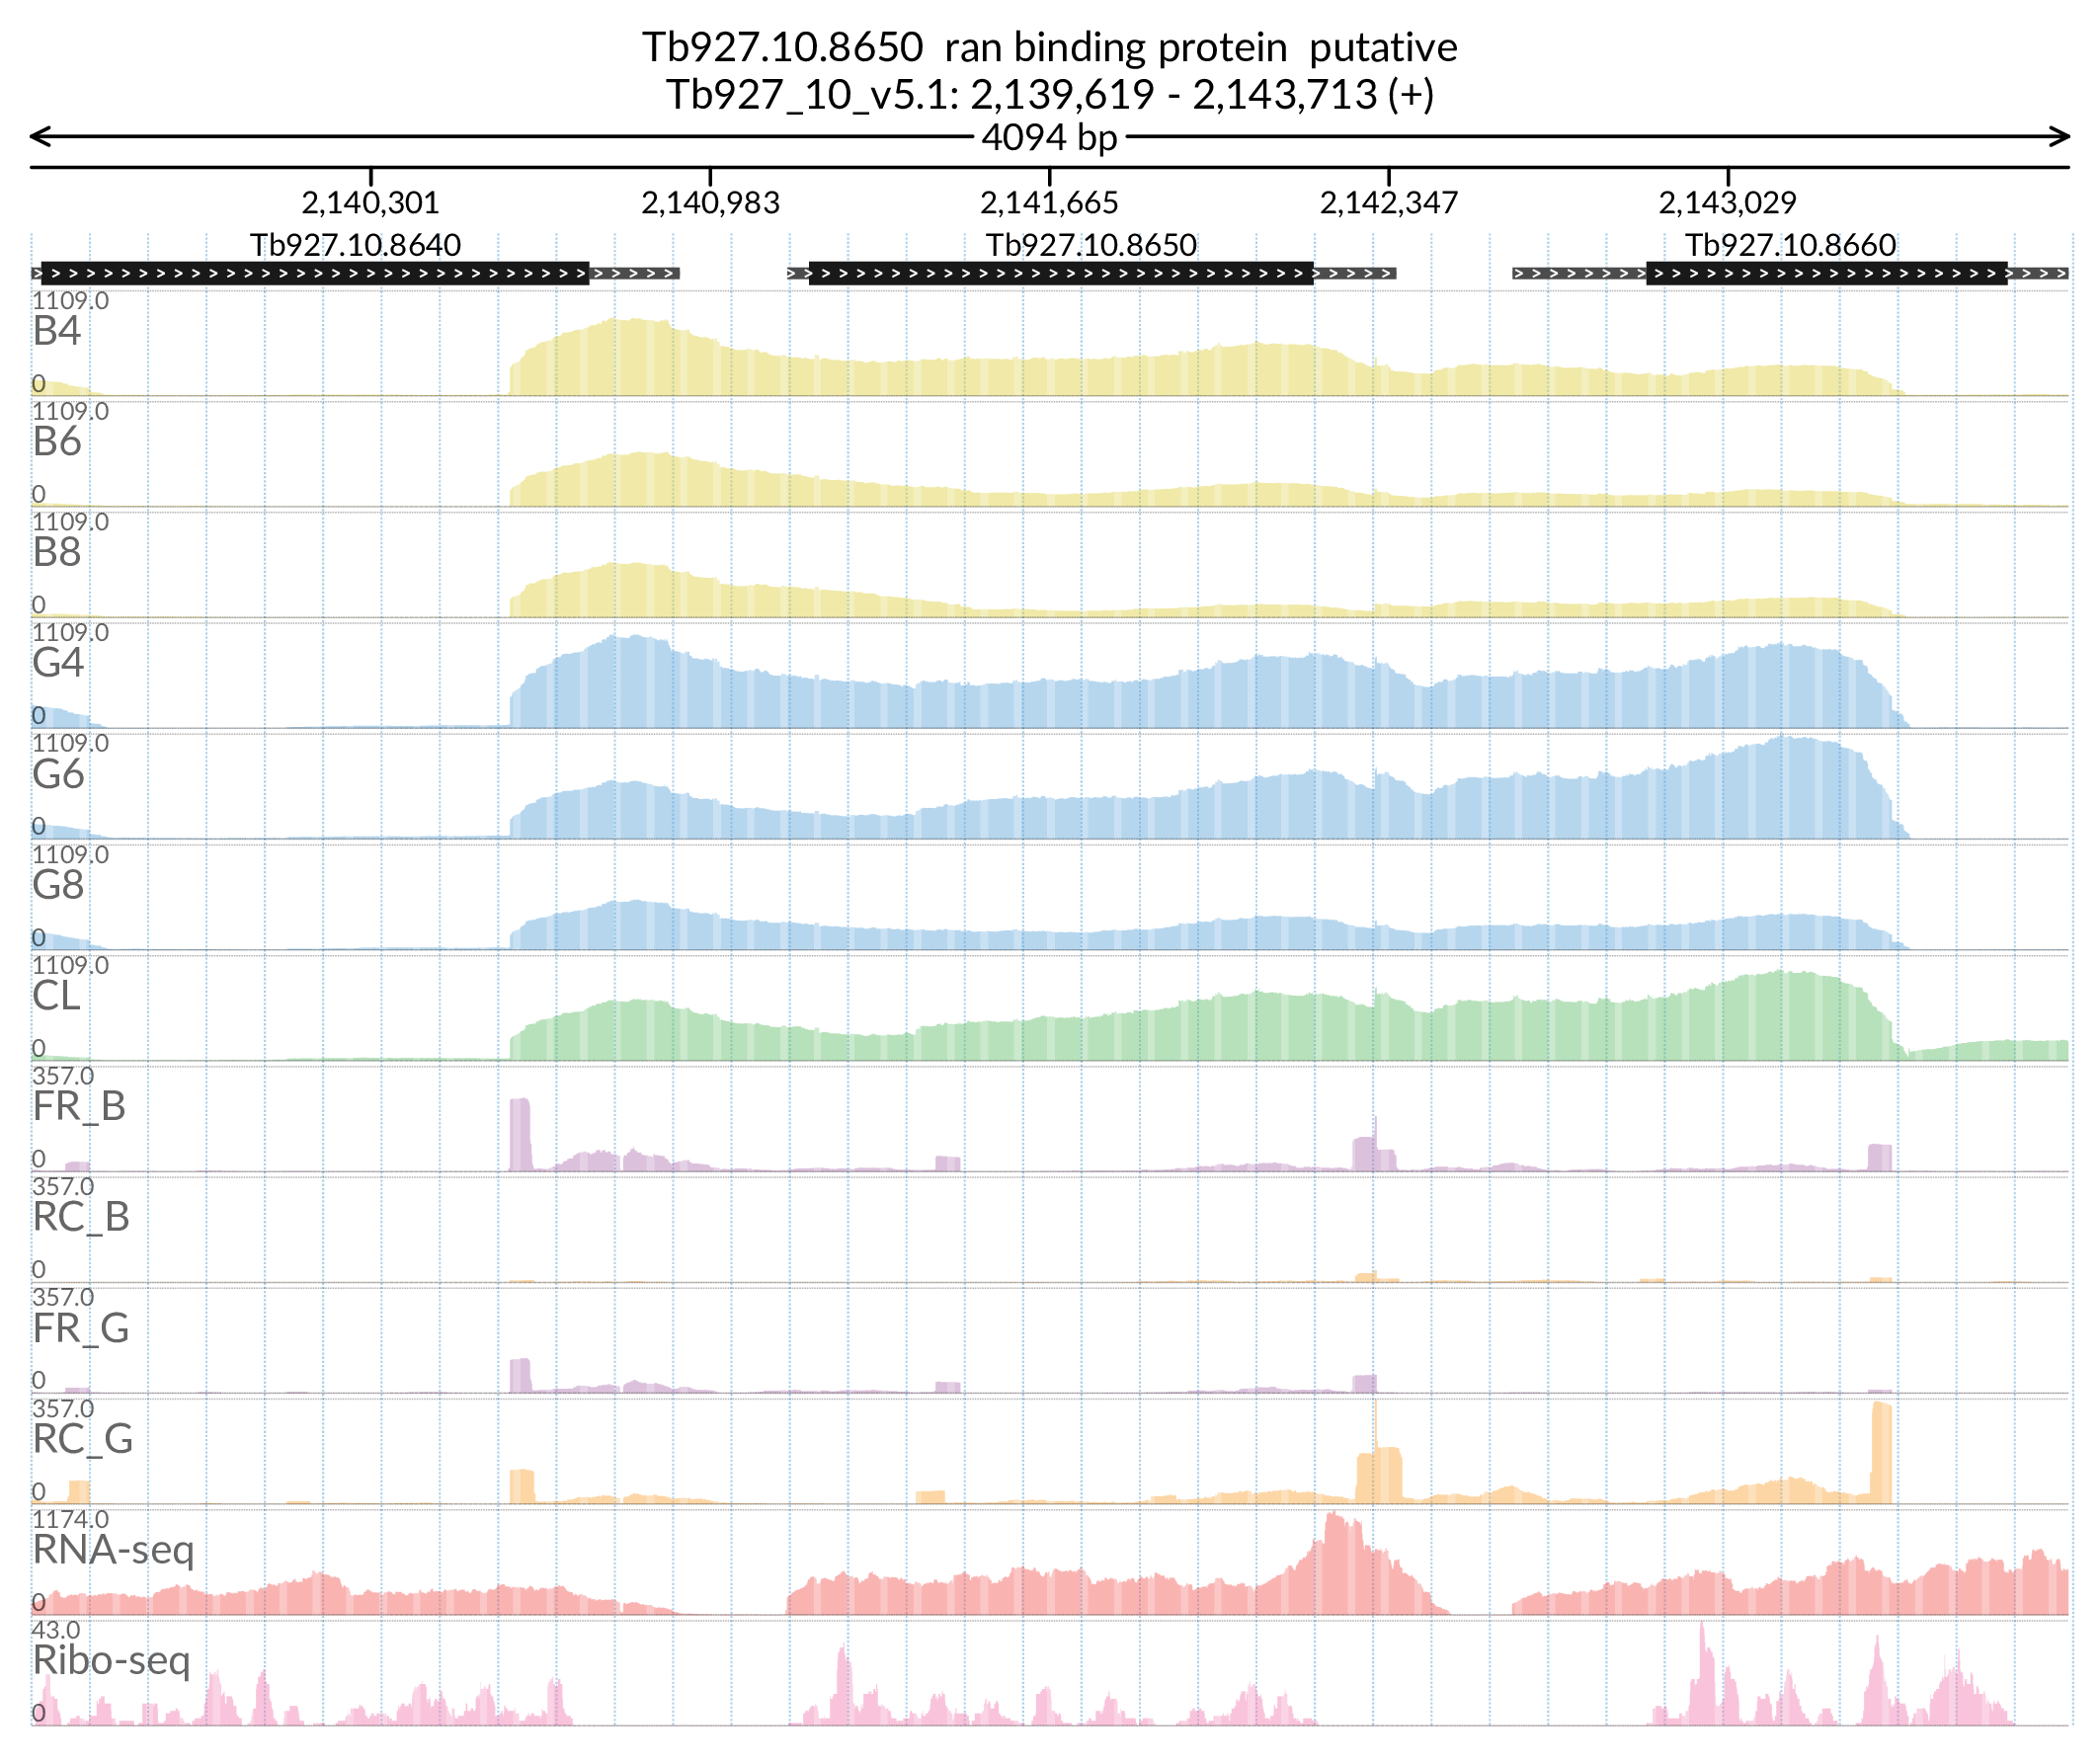 Tb927.10.8650 ran binding protein putative
Tb927_10_v5.1: 2,139,619 - 2,143,713 (+)
4094 bp
2,140,301 2,140,983 2,141,665 2,142,347 2,143,029
Tb927.10.8640 Tb927.10.8650 Tb927.10.8660
1109.0
B4
0
1109.0
B6
0
1109.0
B8
0
1109.0
G4
0
1109.0
G6
0
1109.0
G8
0
1109.0
CL
0
357.0
FR_B
0
357.0
RC_B
0
357.0
FR_G
0
357.0
RC_G
0
1174.0
RNA-seq
0
43.0
Ribo-seq
0